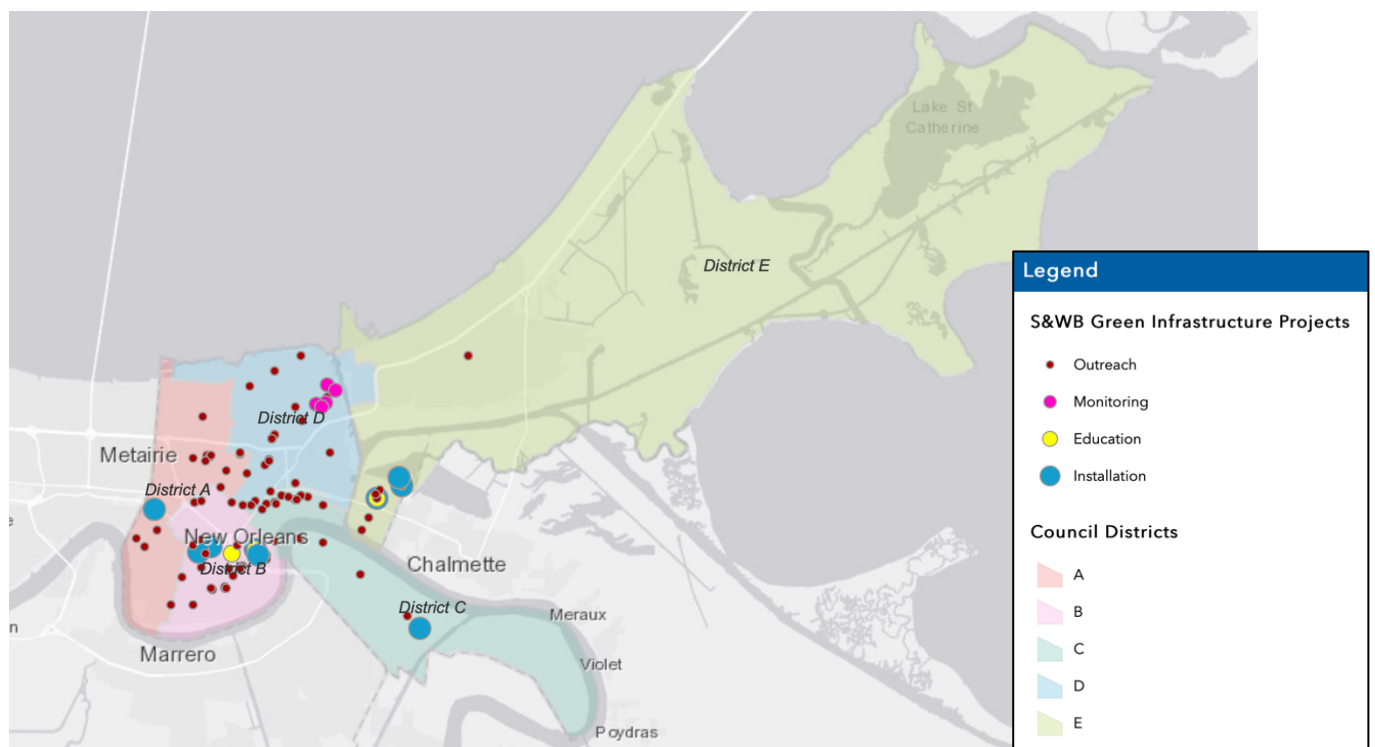 Lake St
Catherine
District E
District D
Metairie
District A
New Orleans
District B
Chalmette
District C
Meraux
Marrero
Violet
Poydras
Legend
S&WB Green Infrastructure Projects
Outreach
Monitoring
Education
Installation
Council Districts
A
B
C
D
E